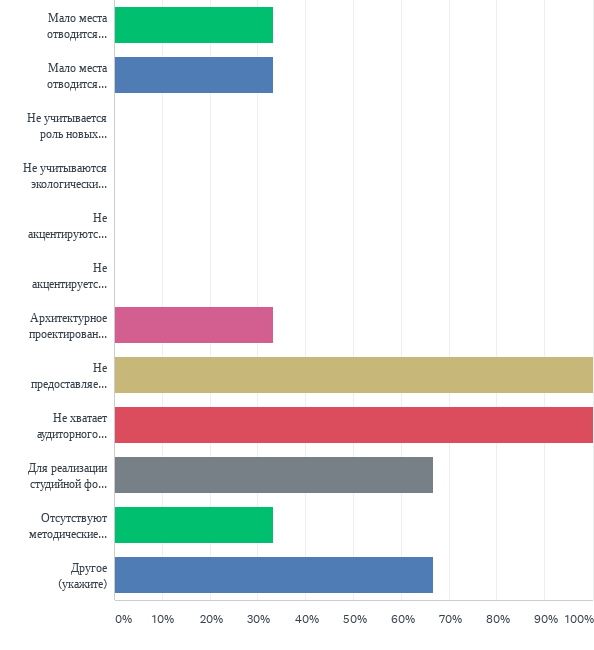 Мало места
отводится...
Мало места
отводится...
Не учитывается
роль новых...
Не учитываются
экологически...
Не
акцентируютс...
Не
акцентируетс...
Архитектурное
проектирован...
Не
предоставляе...
Не хватает
аудиторного...
Для реализации
студийной фо...
Отсутствуют
методические...
Другое
(укажите)
0% 10% 20% 30% 40% 50% 60% 70% 80% 90% 100%